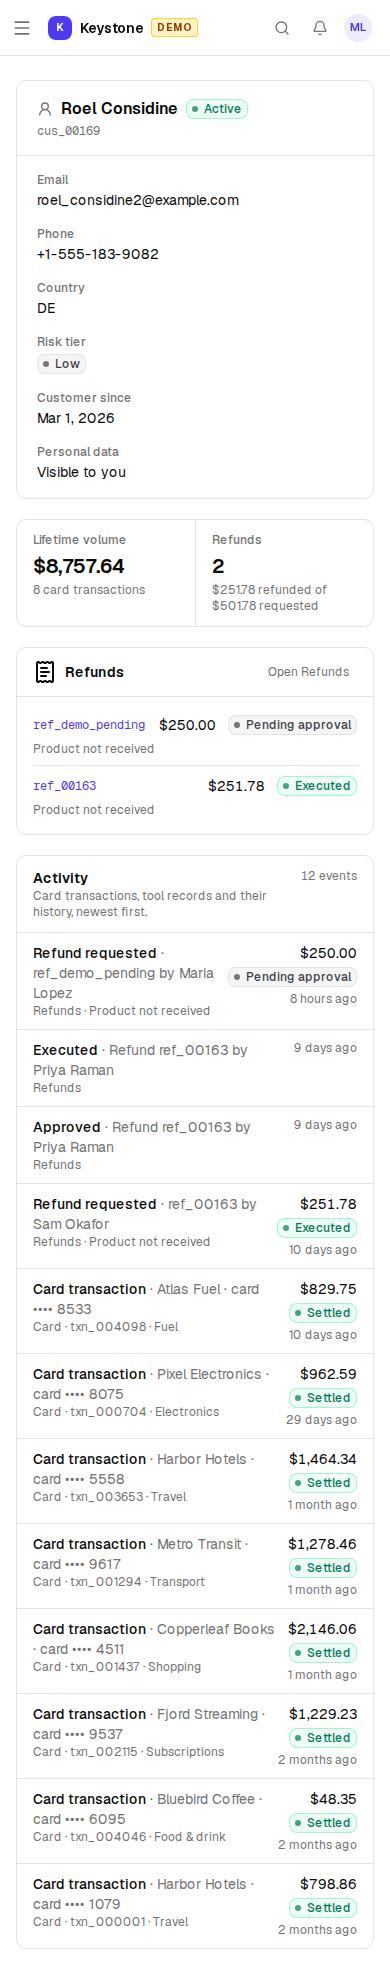 K Keystone DEMO ML
Roel Considine Active
cus_00169
Email
roel_considine2@example.com
Phone
+1-555-183-9082
Country
DE
Risk tier
Low
Customer since
Mar 1, 2026
Personal data
Visible to you
Lifetime volume
$8,757.64
8 card transactions
Refunds
2
$251.78 refunded of
$501.78 requested
Refunds Open Refunds
ref_demo_pending $250.00 Pending approval
Product not received
ref_00163 $251.78 Executed
Product not received
Activity 12 events
Card transactions, tool records and their
history, newest first.
Refund requested · $250.00
ref_demo_pending by Maria Pending approval
Lopez 8 hours ago
Refunds · Product not received
Executed · Refund ref_00163 by 9 days ago
Priya Raman
Refunds
Approved · Refund ref_00163 by 9 days ago
Priya Raman
Refunds
Refund requested · ref_00163 by $251.78
Sam Okafor Executed
Refunds · Product not received 10 days ago
Card transaction · Atlas Fuel · card $829.75
•••• 8533 Settled
Card · txn_004098 · Fuel 10 days ago
Card transaction · Pixel Electronics · $962.59
card •••• 8075 Settled
Card · txn_000704 · Electronics 29 days ago
Card transaction · Harbor Hotels · $1,464.34
card •••• 5558 Settled
Card · txn_003653 · Travel 1 month ago
Card transaction · Metro Transit · $1,278.46
card •••• 9617 Settled
Card · txn_001294 · Transport 1 month ago
Card transaction · Copperleaf Books $2,146.06
· card •••• 4511 Settled
Card · txn_001437 · Shopping 1 month ago
Card transaction · Fjord Streaming · $1,229.23
card •••• 9537 Settled
Card · txn_002115 · Subscriptions 2 months ago
Card transaction · Bluebird Coffee · $48.35
card •••• 6095 Settled
Card · txn_004046 · Food & drink 2 months ago
Card transaction · Harbor Hotels · $798.86
card •••• 1079 Settled
Card · txn_000001 · Travel 2 months ago